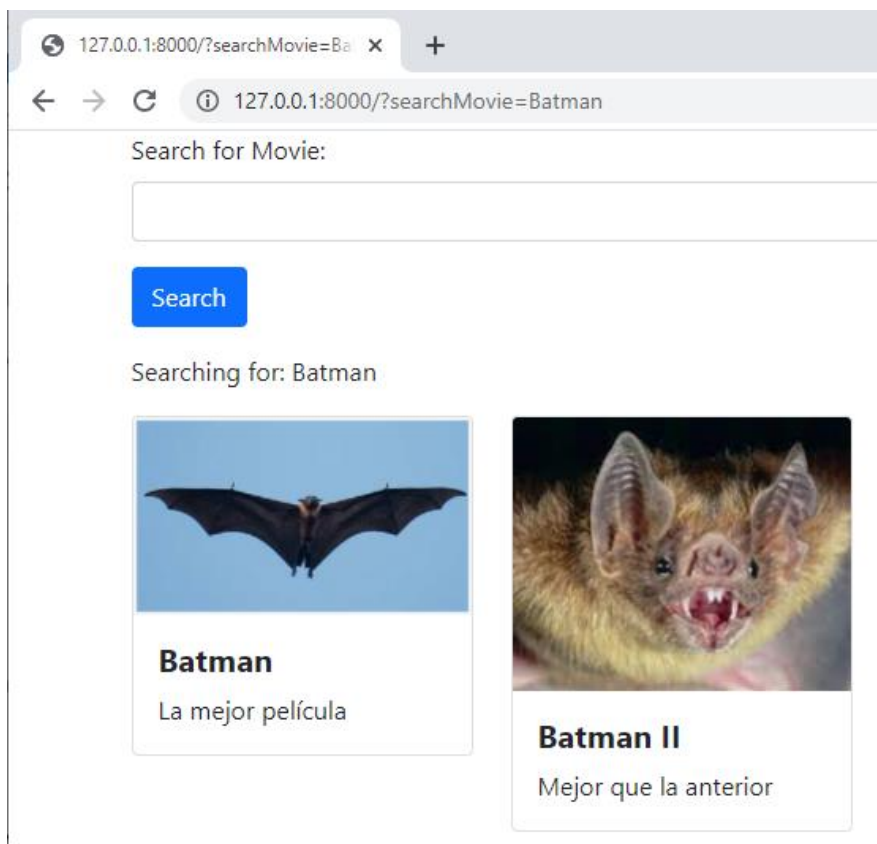 127.0.0.1:8000/?searchMovie=Ba
127.0.0.1:8000/?searchMovie=Batman
Search for Movie:
Search
Searching for: Batman
Batman
La mejor película
Batman II
Mejor que la anterior